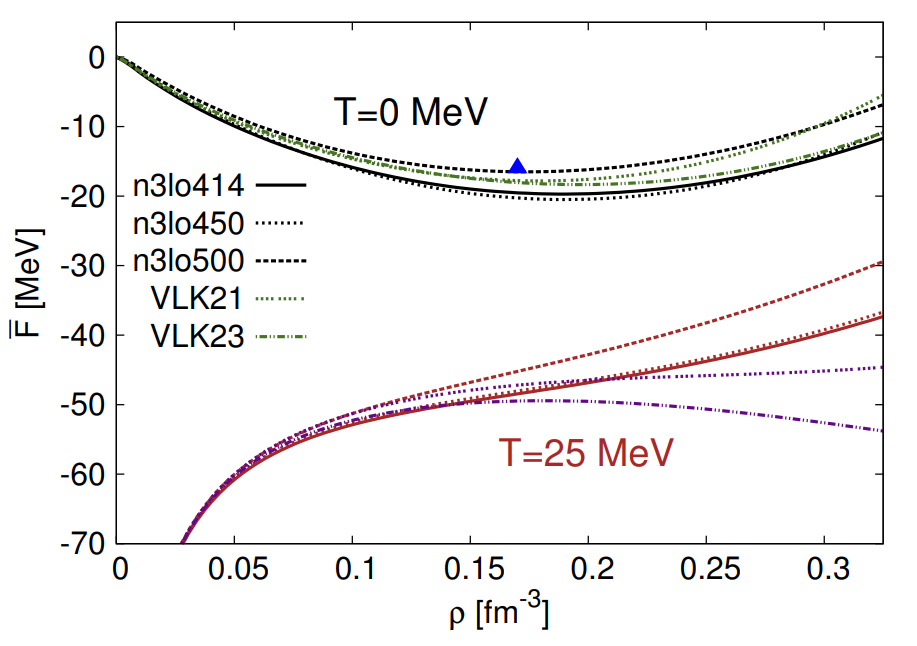 0
-10
-20
-30
-40
-50
-60
-70
F̅ [MeV]
T=0 MeV
n3lo414
n3lo450
n3lo500
VLK21
VLK23
T=25 MeV
0 0.05 0.1 0.15 0.2 0.25 0.3
ρ [fm⁻³]